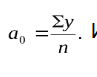 a₀ = Σy / n. И